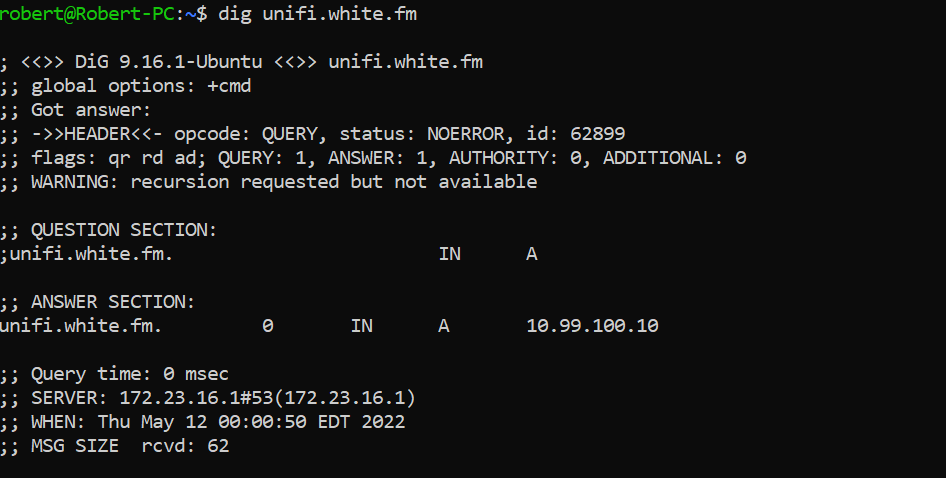 robert@Robert-PC:~$ dig unifi.white.fm
; <<>> DiG 9.16.1-Ubuntu <<>> unifi.white.fm
;; global options: +cmd
;; Got answer:
;; ->>HEADER<<- opcode: QUERY, status: NOERROR, id: 62899
;; flags: qr rd ad; QUERY: 1, ANSWER: 1, AUTHORITY: 0, ADDITIONAL: 0
;; WARNING: recursion requested but not available
;; QUESTION SECTION:
;unifi.white.fm. IN A
;; ANSWER SECTION:
unifi.white.fm. 0 IN A 10.99.100.10
;; Query time: 0 msec
;; SERVER: 172.23.16.1#53(172.23.16.1)
;; WHEN: Thu May 12 00:00:50 EDT 2022
;; MSG SIZE rcvd: 62